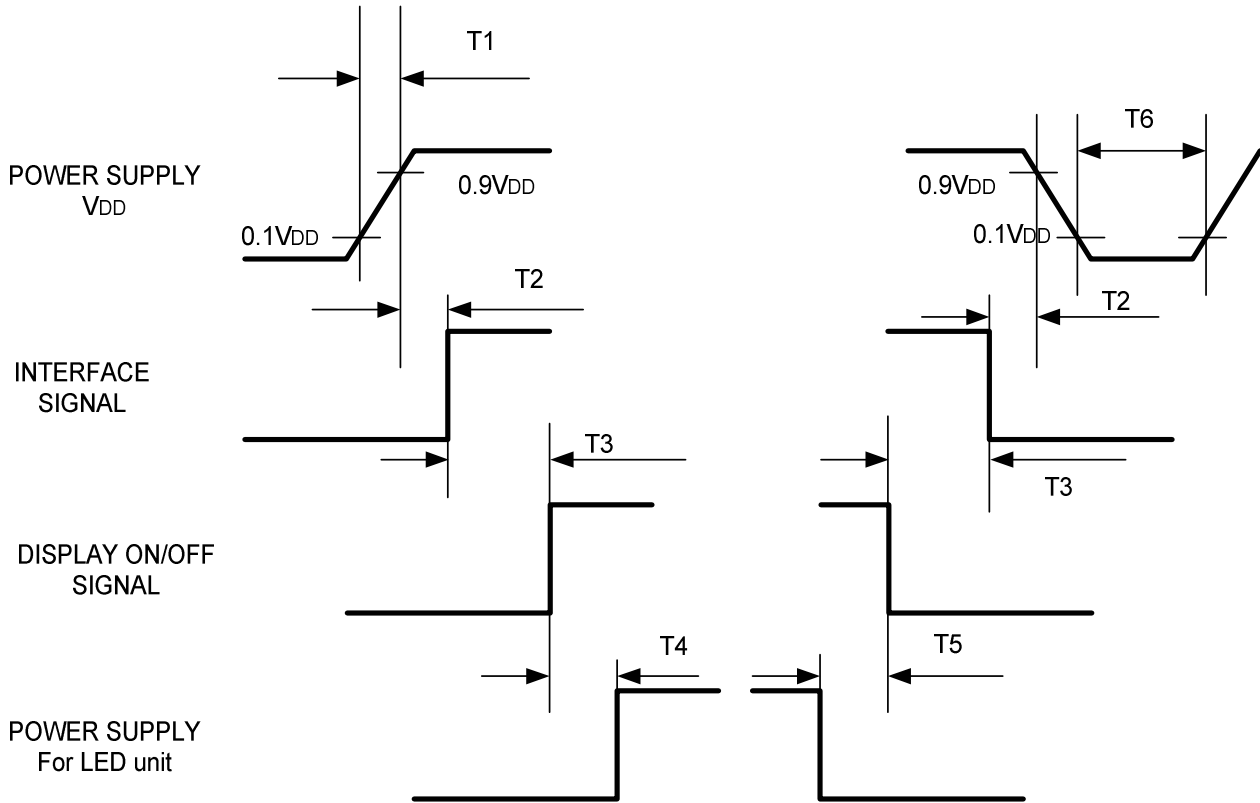 T1
T6
POWER SUPPLY
VDD
0.9VDD
0.9VDD
0.1VDD
0.1VDD
T2
T2
INTERFACE
SIGNAL
T3
T3
DISPLAY ON/OFF
SIGNAL
T4
T5
POWER SUPPLY
For LED unit